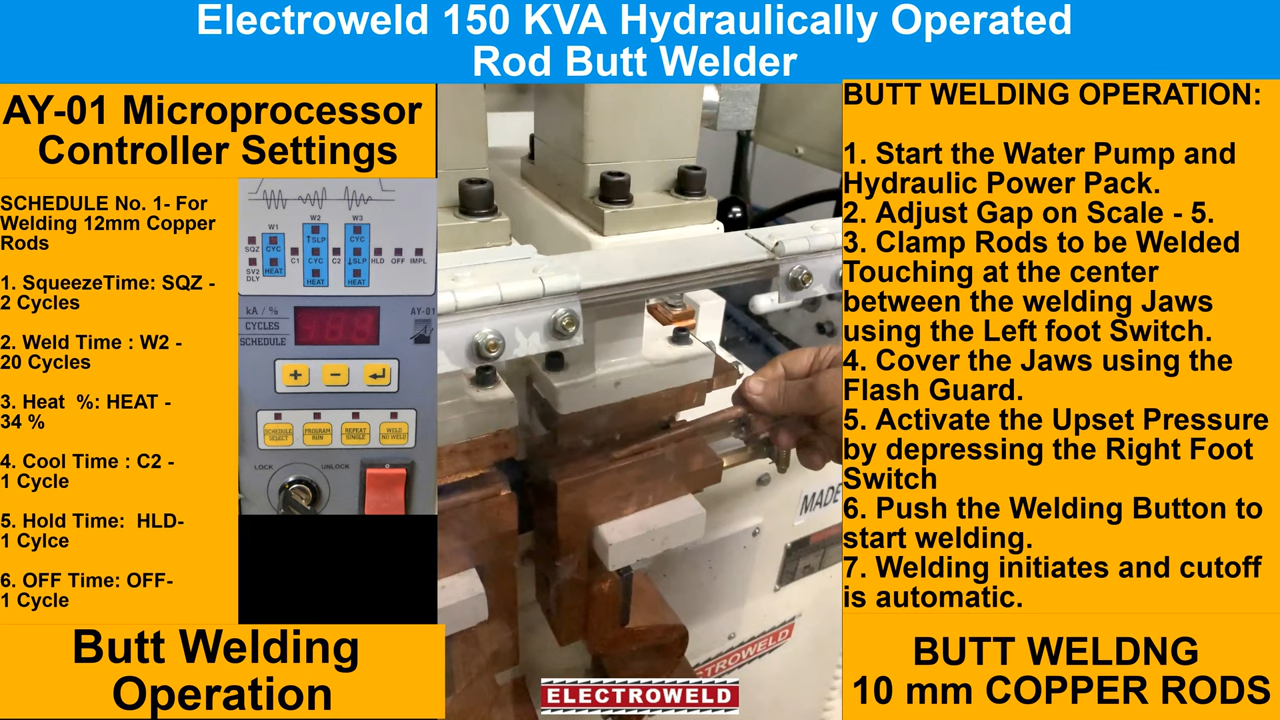 Electroweld 150 KVA Hydraulically Operated
Rod Butt Welder
AY-01 Microprocessor
Controller Settings
SCHEDULE No. 1- For
Welding 12mm Copper
Rods
1. SqueezeTime: SQZ -
2 Cycles
2. Weld Time : W2 -
20 Cycles
3. Heat %: HEAT -
34 %
4. Cool Time : C2 -
1 Cycle
5. Hold Time: HLD-
1 Cylce
6. OFF Time: OFF-
1 Cycle
W2 W3
W1 ↑SLP CYC
SQZ CYC C1 CYC C2 ↓SLP HLD OFF IMPL
SV2 DLY HEAT HEAT HEAT
kA / %
CYCLES
SCHEDULE
AY-01
+ - ↵
SCHEDULE SELECT
PROGRAM RUN
REPEAT SINGLE
WELD NO WELD
LOCK UNLOCK
Butt Welding
Operation
MADE
ELECTROWELD
ELECTROWELD
BUTT WELDING OPERATION:
1. Start the Water Pump and
Hydraulic Power Pack.
2. Adjust Gap on Scale - 5.
3. Clamp Rods to be Welded
Touching at the center
between the welding Jaws
using the Left foot Switch.
4. Cover the Jaws using the
Flash Guard.
5. Activate the Upset Pressure
by depressing the Right Foot
Switch
6. Push the Welding Button to
start welding.
7. Welding initiates and cutoff
is automatic.
BUTT WELDNG
10 mm COPPER RODS